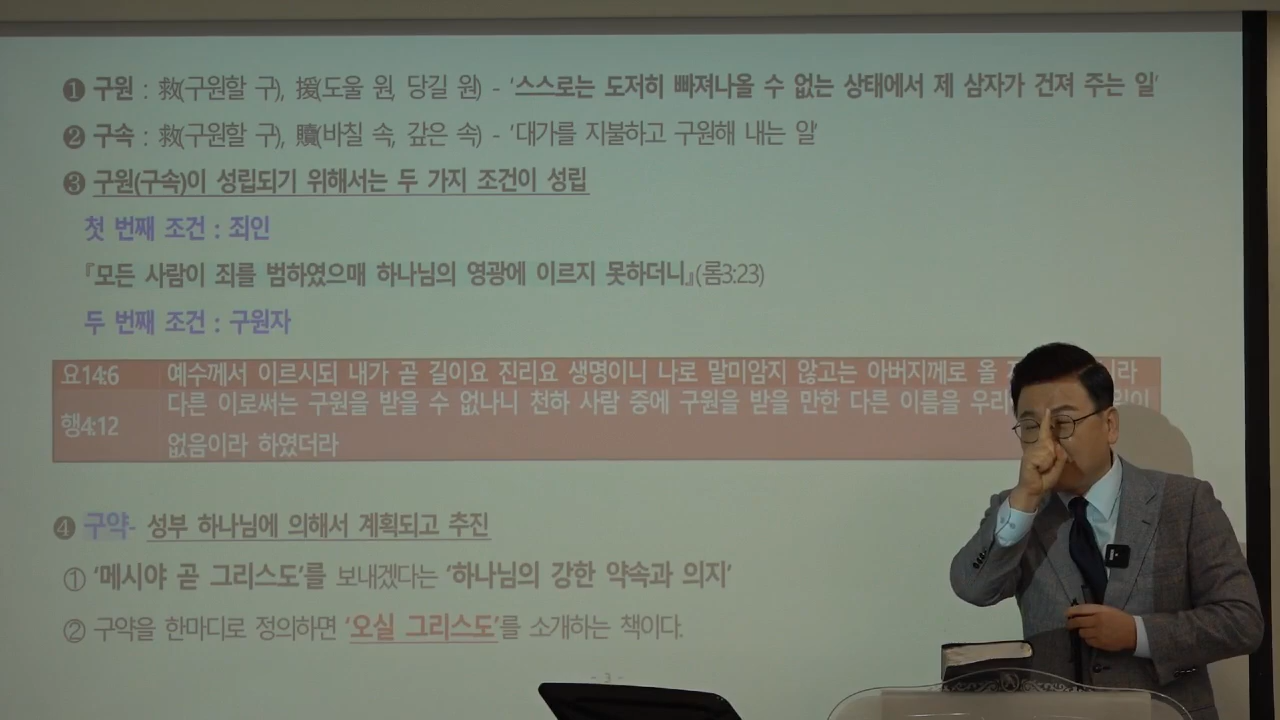 ❶ 구원 : 救(구원할 구), 援(도울 원, 당길 원) - ‘스스로는 도저히 빠져나올 수 없는 상태에서 제 삼자가 건져 주는 일’
❷ 구속 : 救(구원할 구), 贖(바칠 속, 갚은 속) - ‘대가를 지불하고 구원해 내는 일’
❸ 구원(구속)이 성립되기 위해서는 두 가지 조건이 성립
첫 번째 조건 : 죄인
『모든 사람이 죄를 범하였으매 하나님의 영광에 이르지 못하더니』(롬3:23)
두 번째 조건 : 구원자
요14:6 예수께서 이르시되 내가 곧 길이요 진리요 생명이니 나로 말미암지 않고는 아버지께로 올
행4:12 다른 이로써는 구원을 받을 수 없나니 천하 사람 중에 구원을 받을 만한 다른 이름을
없음이라 하였더라
❹ 구약- 성부 하나님에 의해서 계획되고 추진
① ‘메시야 곧 그리스도’를 보내겠다는 ‘하나님의 강한 약속과 의지’
② 구약을 한마디로 정의하면 ‘오실 그리스도’를 소개하는 책이다.
- 3 -